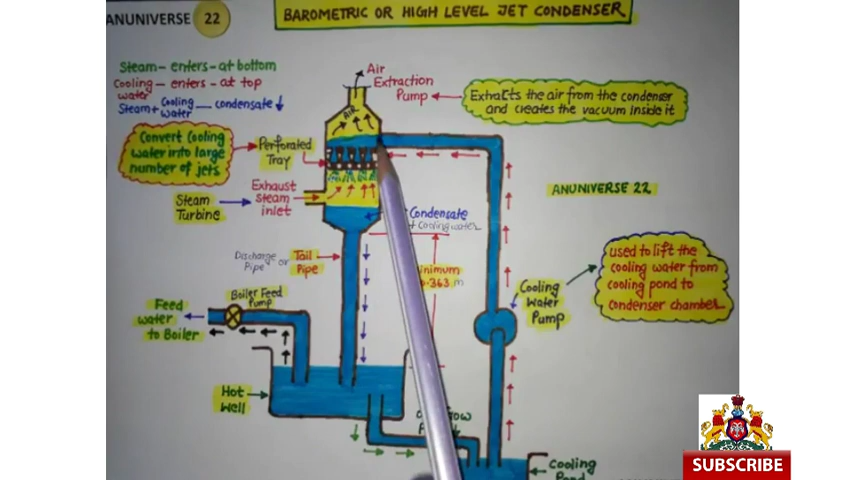 ANUNIVERSE 22
BAROMETRIC OR HIGH LEVEL JET CONDENSER
Steam- enters- at bottom
Cooling water- enters- at top
Steam+ Cooling water — condensate ↓
Air
Extraction
Pump
Extracts the air from the condenser
and creates the vacuum inside it
AIR
Convert Cooling
water into large
number of jets
Perforated
Tray
Exhaust
steam
inlet
Steam
Turbine
ANUNIVERSE 22
Condensate
+ Cooling water
Discharge
Pipe or
Tail
Pipe
m
used to lift the
cooling water from
cooling pond to
condenser chamber
Cooling
Water
Pump
Boiler Feed
Pump
Feed
water
to Boiler
Hot
Well
Cooling
Pond
SUBSCRIBE